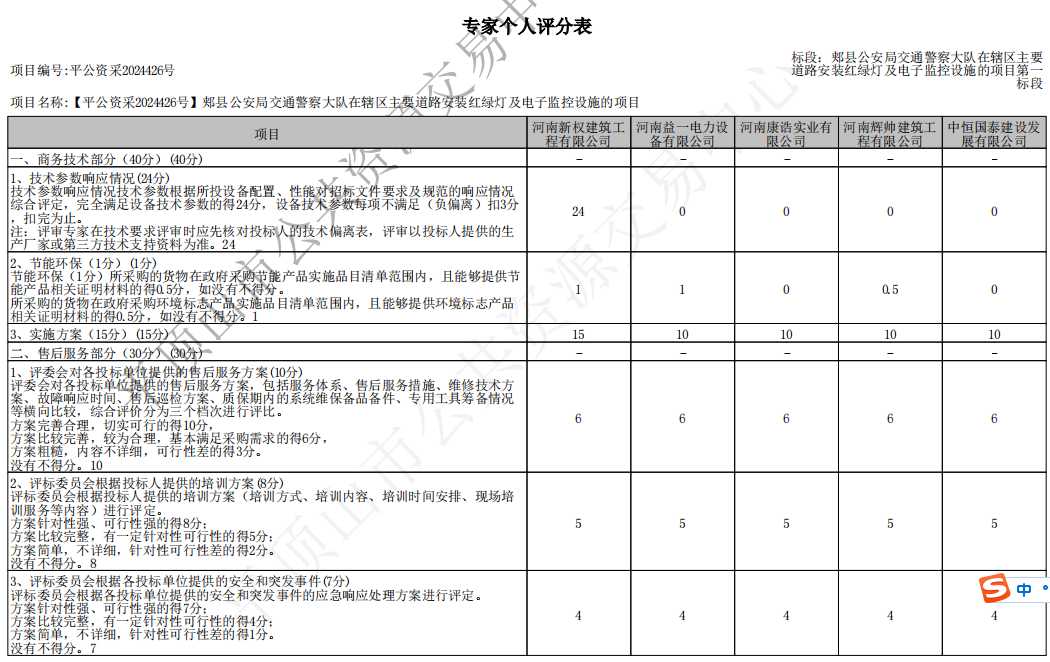 专家个人评分表
项目编号:平公资采2024426号
标段：郏县公安局交通警察大队在辖区主要
道路安装红绿灯及电子监控设施的项目第一
标段
项目名称:【平公资采2024426号】郏县公安局交通警察大队在辖区主要道路安装红绿灯及电子监控设施的项目
项目
河南新权建筑工
程有限公司
河南益一电力设
备有限公司
河南康浩实业有
限公司
河南辉帅建筑工
程有限公司
中恒国泰建设发
展有限公司
一、商务技术部分（40分）(40分)
－ － － － －
1、技术参数响应情况(24分)
技术参数响应情况技术参数根据所投设备配置、性能对招标文件要求及规范的响应情况
综合评定，完全满足设备技术参数的得24分，设备技术参数每项不满足（负偏离）扣3分
，扣完为止。
注：评审专家在技术要求评审时应先核对投标人的技术偏离表，评审以投标人提供的生
产厂家或第三方技术支持资料为准。24
24 0 0 0 0
2、节能环保（1分）(1分)
节能环保（1分）所采购的货物在政府采购节能产品实施品目清单范围内，且能够提供节
能产品相关证明材料的得0.5分，如没有不得分。
所采购的货物在政府采购环境标志产品实施品目清单范围内，且能够提供环境标志产品
相关证明材料的得0.5分，如没有不得分。1
1 1 0 0.5 0
3、实施方案（15分）(15分)
15 10 10 10 10
二、售后服务部分（30分）(30分)
－ － － － －
1、评委会对各投标单位提供的售后服务方案(10分)
评委会对各投标单位提供的售后服务方案，包括服务体系、售后服务措施、维修技术方
案、故障响应时间、售后巡检方案、质保期内的系统维保备品备件、专用工具筹备情况
等横向比较，综合评价分为三个档次进行评比。
方案完善合理，切实可行的得10分，
方案比较完善，较为合理，基本满足采购需求的得6分，
方案粗糙，内容不详细，可行性差的得3分。
没有不得分。10
6 6 6 6 6
2、评标委员会根据投标人提供的培训方案(8分)
评标委员会根据投标人提供的培训方案（培训方式、培训内容、培训时间安排、现场培
训服务等内容）进行评定。
方案针对性强、可行性强的得8分；
方案比较完整，有一定针对性可行性的得5分；
方案简单，不详细，针对性可行性差的得2分。
没有不得分。8
5 5 5 5 5
3、评标委员会根据各投标单位提供的安全和突发事件(7分)
评标委员会根据各投标单位提供的安全和突发事件的应急响应处理方案进行评定。
方案针对性强、可行性强的得7分；
方案比较完整，有一定针对性可行性的得4分；
方案简单，不详细，针对性可行性差的得1分。
没有不得分。7
4 4 4 4 4
中
平顶山市公共资源交易中
平顶山市公共资源交易中心